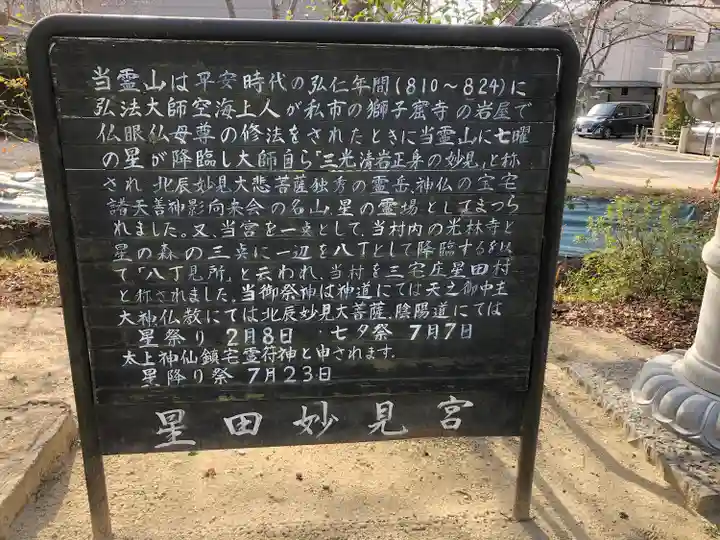 当霊山は平安時代の弘仁年間(810～824)に
弘法大師空海上人が私市の獅子窟寺の岩屋で
仏眼仏母尊の修法をされたときに当霊山に七曜
の星が降臨し大師自ら「三光清岩正身の妙見」と称
され 北辰妙見大悲菩薩独秀の霊岳、神仏の宝宅
諸天善神影向来会の名山、星の霊場としてまつら
れました。又、当宮を一点として、当村内の光林寺と
星の森の三点に一辺を八丁として降臨するを以
て「八丁見所」と云われ、当村を三宅庄星田村
と称されました。当御祭神は神道にては天之御中主
大神仏教にては北辰妙見大菩薩、陰陽道にては
星祭り 2月8日 七夕祭 7月7日
太上神仙鎮宅霊符神と申されます。
星降り祭 7月23日
星田妙見宮